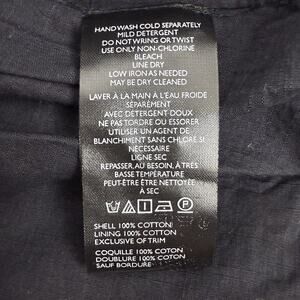 HAND WASH COLD SEPARATELY
MILD DETERGENT
DO NOT WRING OR TWIST
USE ONLY NON-CHLORINE
BLEACH
LINE DRY
LOW IRON AS NEEDED
MAY BE DRY CLEANED
LAVER À LA MAIN À L'EAU FROIDE
SÉPARÉMENT
AVEC DÉTERGENT DOUX
NE PAS TORDRE OU ESSORER
UTILISER UN AGENT DE
BLANCHIMENT SANS CHLORE SI
NÉCESSAIRE
LIGNE SEC
REPASSER, AU BESOIN, À TRÈS
BASSE TEMPÉRATURE
PEUT-ÊTRE ÊTRE NETTOYÉE
À SEC
P
SHELL 100% COTTON
LINING 100% COTTON
EXCLUSIVE OF TRIM
COQUILLE 100% COTON
DOUBLURE 100% COTON
SAUF BORDURE